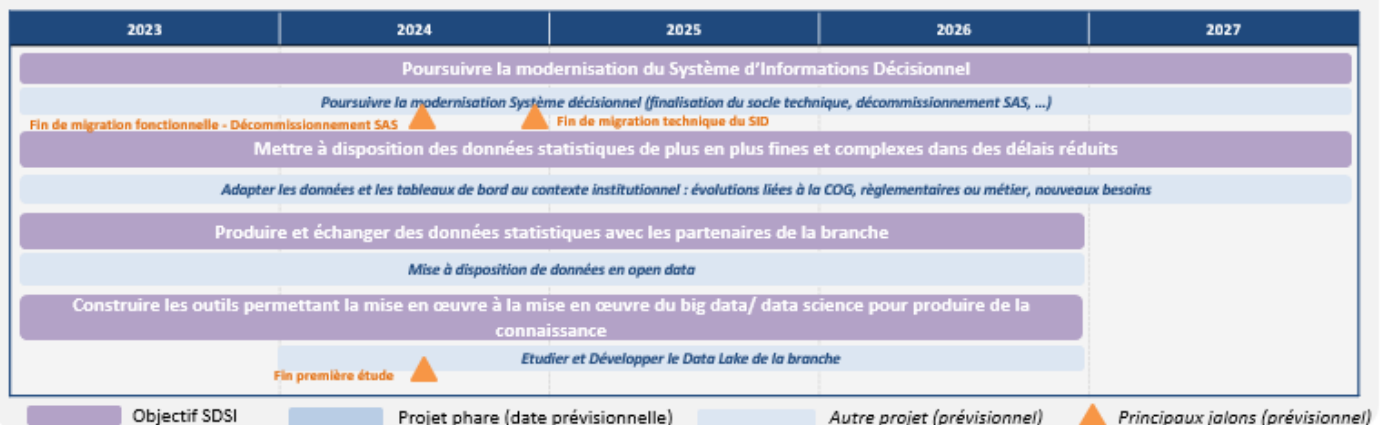 2023 2024 2025 2026 2027
Poursuivre la modernisation du Système d'Informations Décisionnel
Poursuivre la modernisation Système décisionnel (finalisation du socle technique, décommissionnement SAS, ...)
Fin de migration fonctionnelle - Décommissionnement SAS
Fin de migration technique du SID
Mettre à disposition des données statistiques de plus en plus fines et complexes dans des délais réduits
Adapter les données et les tableaux de bord au contexte institutionnel : évolutions liées à la COG, règlementaires ou métier, nouveaux besoins
Produire et échanger des données statistiques avec les partenaires de la branche
Mise à disposition de données en open data
Construire les outils permettant la mise en œuvre à la mise en œuvre du big data/ data science pour produire de la
connaissance
Etudier et Développer le Data Lake de la branche
Fin première étude
Objectif SDSI Projet phare (date prévisionnelle) Autre projet (prévisionnel) Principaux jalons (prévisionnel)